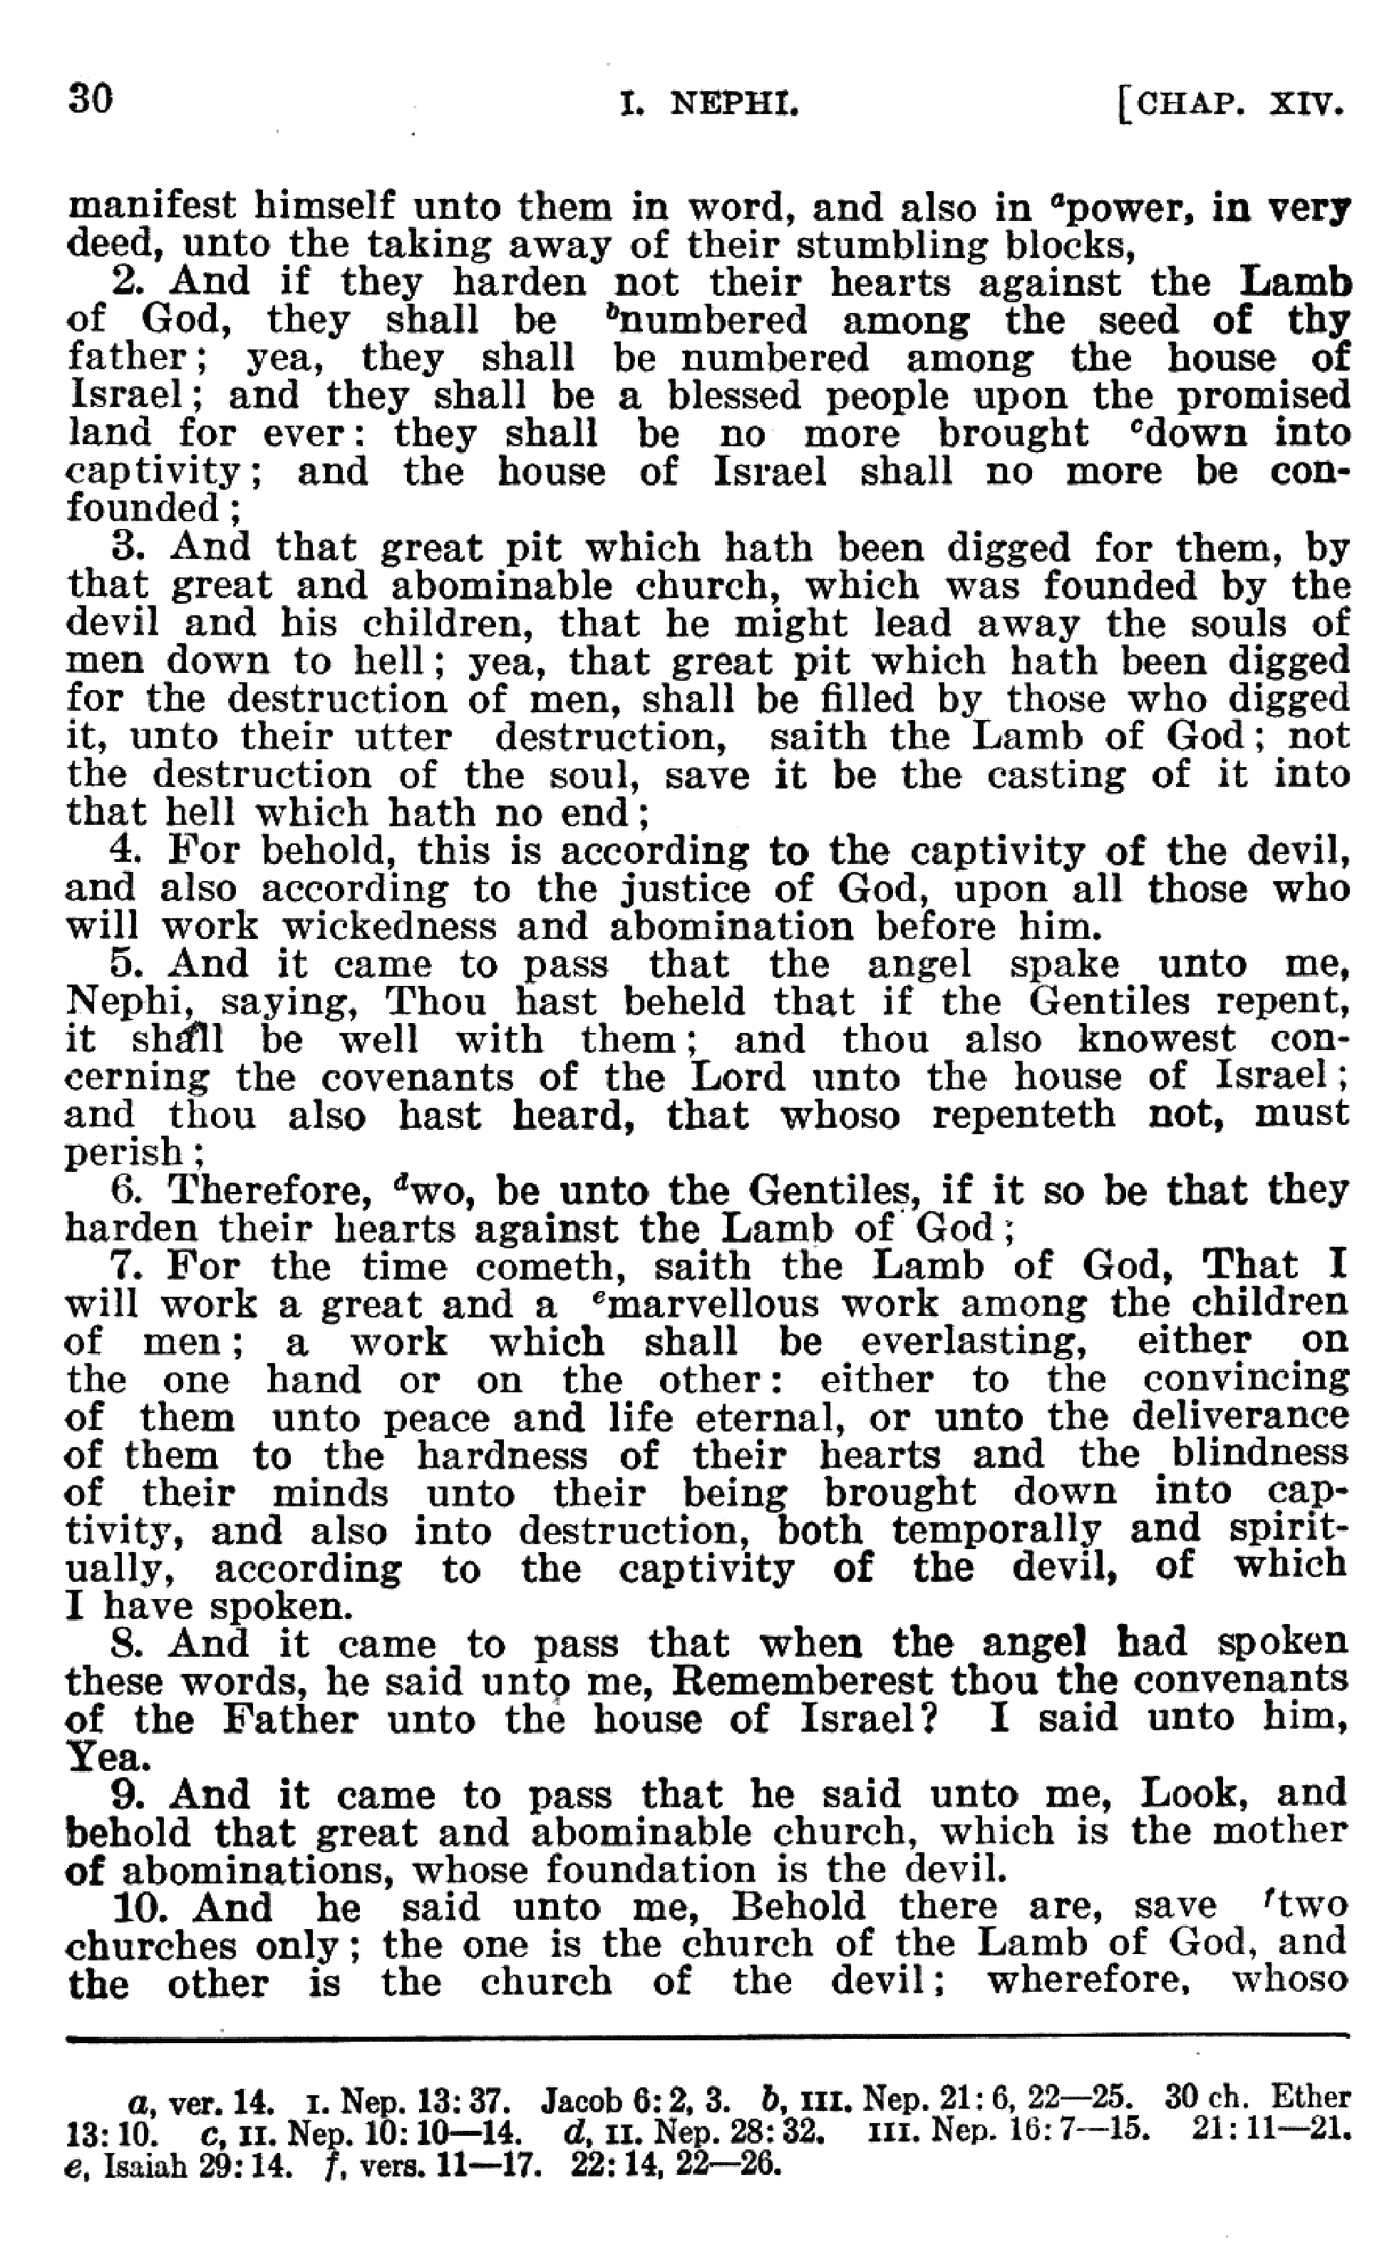 30 I. NEPHI. [CHAP. XIV.
manifest himself unto them in word, and also in ᵃpower, in very
deed, unto the taking away of their stumbling blocks,
2. And if they harden not their hearts against the Lamb
of God, they shall be ᵇnumbered among the seed of thy
father; yea, they shall be numbered among the house of
Israel; and they shall be a blessed people upon the promised
land for ever: they shall be no more brought ᶜdown into
captivity; and the house of Israel shall no more be con-
founded;
3. And that great pit which hath been digged for them, by
that great and abominable church, which was founded by the
devil and his children, that he might lead away the souls of
men down to hell; yea, that great pit which hath been digged
for the destruction of men, shall be filled by those who digged
it, unto their utter destruction, saith the Lamb of God; not
the destruction of the soul, save it be the casting of it into
that hell which hath no end;
4. For behold, this is according to the captivity of the devil,
and also according to the justice of God, upon all those who
will work wickedness and abomination before him.
5. And it came to pass that the angel spake unto me,
Nephi, saying, Thou hast beheld that if the Gentiles repent,
it shall be well with them; and thou also knowest con-
cerning the covenants of the Lord unto the house of Israel;
and thou also hast heard, that whoso repenteth not, must
perish;
6. Therefore, ᵈwo, be unto the Gentiles, if it so be that they
harden their hearts against the Lamb of God;
7. For the time cometh, saith the Lamb of God, That I
will work a great and a ᵉmarvellous work among the children
of men; a work which shall be everlasting, either on
the one hand or on the other: either to the convincing
of them unto peace and life eternal, or unto the deliverance
of them to the hardness of their hearts and the blindness
of their minds unto their being brought down into cap-
tivity, and also into destruction, both temporally and spirit-
ually, according to the captivity of the devil, of which
I have spoken.
8. And it came to pass that when the angel had spoken
these words, he said unto me, Rememberest thou the convenants
of the Father unto the house of Israel? I said unto him,
Yea.
9. And it came to pass that he said unto me, Look, and
behold that great and abominable church, which is the mother
of abominations, whose foundation is the devil.
10. And he said unto me, Behold there are, save ᶠtwo
churches only; the one is the church of the Lamb of God, and
the other is the church of the devil; wherefore, whoso
a, ver. 14. I. Nep. 13:37. Jacob 6:2, 3. b, III. Nep. 21:6, 22—25. 30 ch. Ether
13:10. c, II. Nep. 10:10—14. d, II. Nep. 28:32. III. Nep. 16:7—15. 21:11—21.
e, Isaiah 29:14. f, vers. 11—17. 22:14, 22—26.